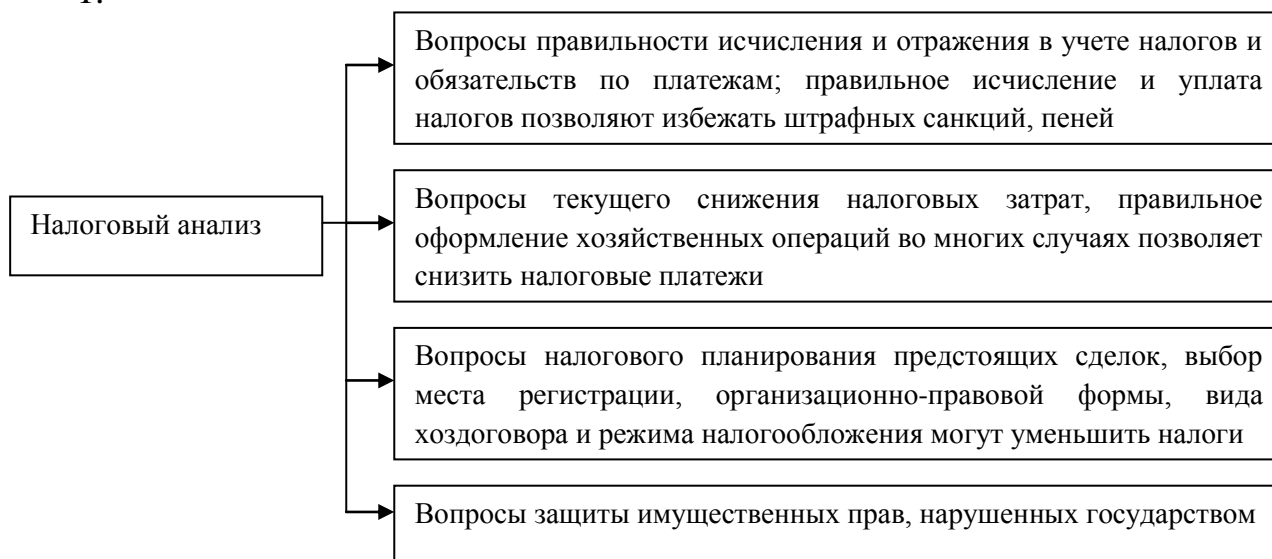 Вопросы правильности исчисления и отражения в учете налогов и
обязательств по платежам; правильное исчисление и уплата
налогов позволяют избежать штрафных санкций, пеней
Налоговый анализ
Вопросы текущего снижения налоговых затрат, правильное
оформление хозяйственных операций во многих случаях позволяет
снизить налоговые платежи
Вопросы налогового планирования предстоящих сделок, выбор
места регистрации, организационно-правовой формы, вида
хоздоговора и режима налогообложения могут уменьшить налоги
Вопросы защиты имущественных прав, нарушенных государством